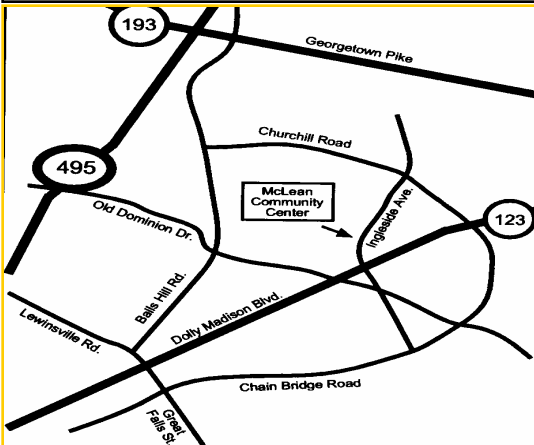 193
Georgetown Pike
Churchill Road
495
McLean
Community
Center
Ingleside Ave.
Old Dominion Dr.
123
Balls Hill Rd.
Dolly Madison Blvd.
Lewinsville Rd.
Chain Bridge Road
Great
Falls St.